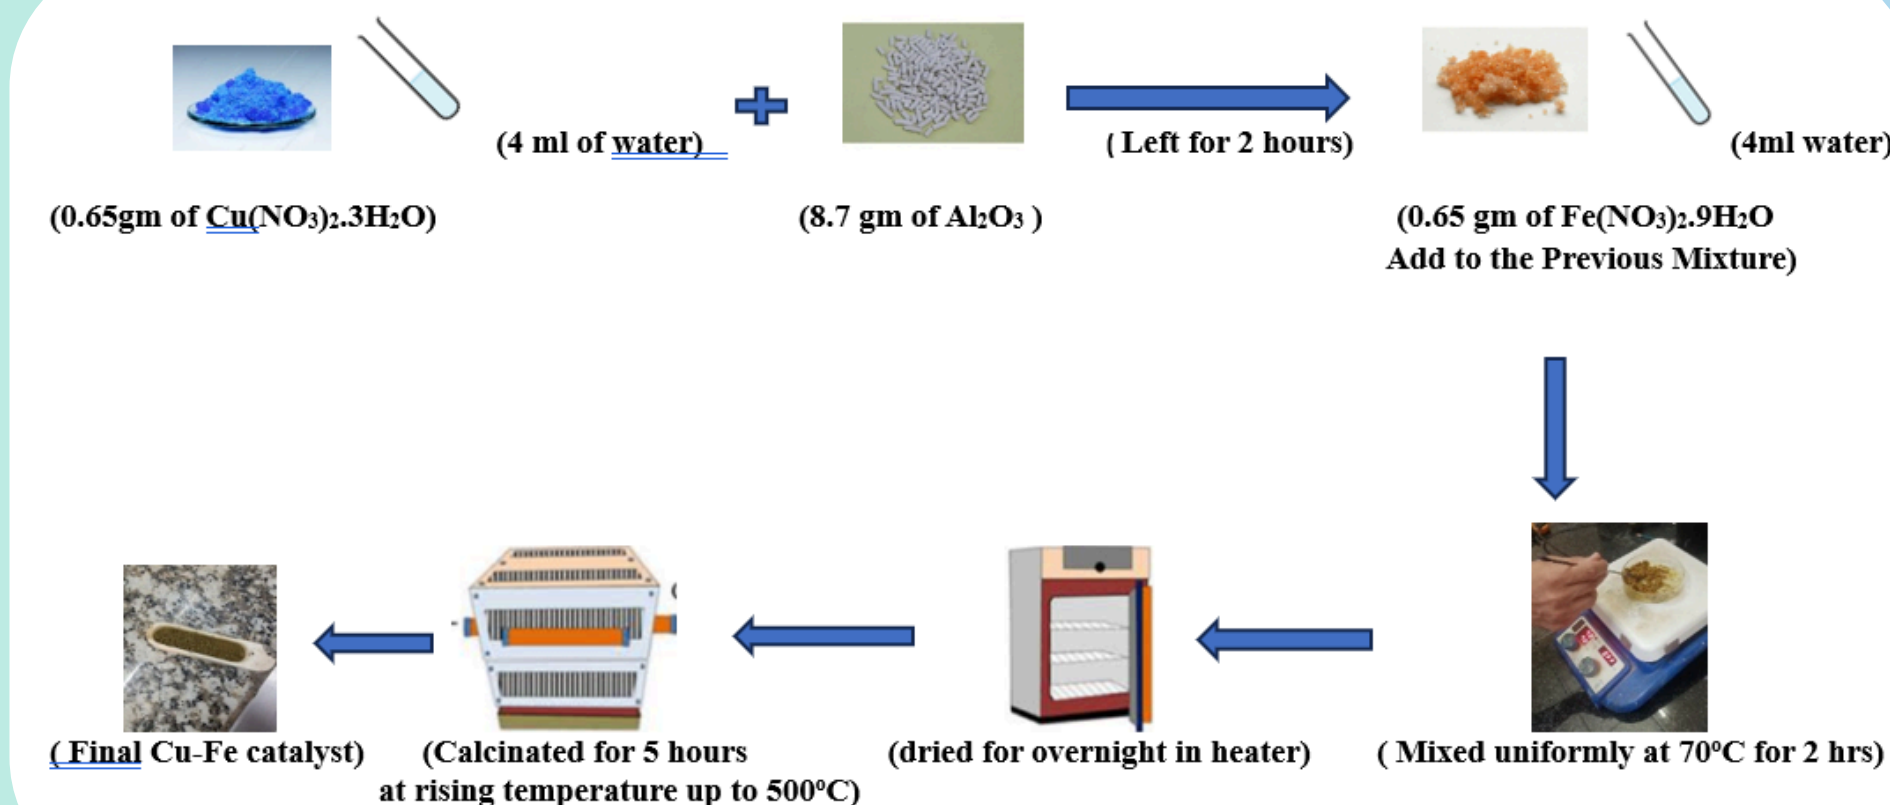 (4 ml of water)
( Left for 2 hours)
(4ml water)
(0.65gm of Cu(NO₃)₂.3H₂O)
(8.7 gm of Al₂O₃ )
(0.65 gm of Fe(NO₃)₂.9H₂O
Add to the Previous Mixture)
( Mixed uniformly at 70ºC for 2 hrs)
(dried for overnight in heater)
(Calcinated for 5 hours
at rising temperature up to 500ºC)
( Final Cu-Fe catalyst)